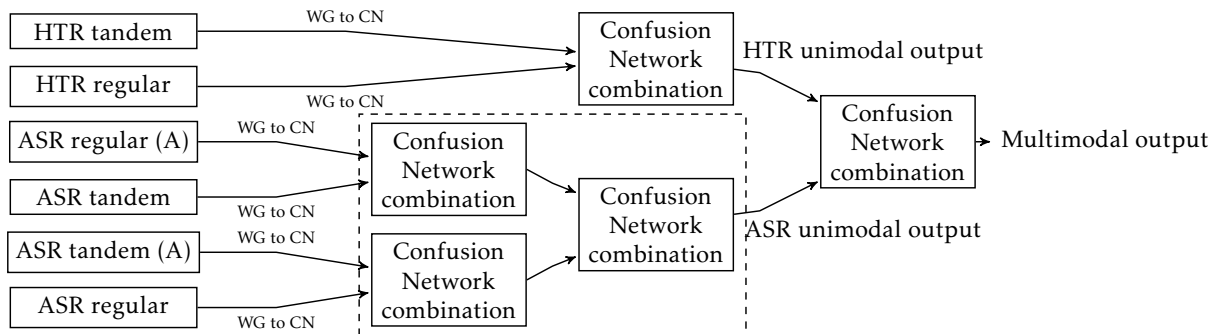 HTR tandem
WG to CN
HTR regular
WG to CN
Confusion
Network
combination
HTR unimodal output
ASR regular (A)
WG to CN
ASR tandem
WG to CN
Confusion
Network
combination
ASR tandem (A)
WG to CN
ASR regular
WG to CN
Confusion
Network
combination
Confusion
Network
combination
ASR unimodal output
Confusion
Network
combination
Multimodal output